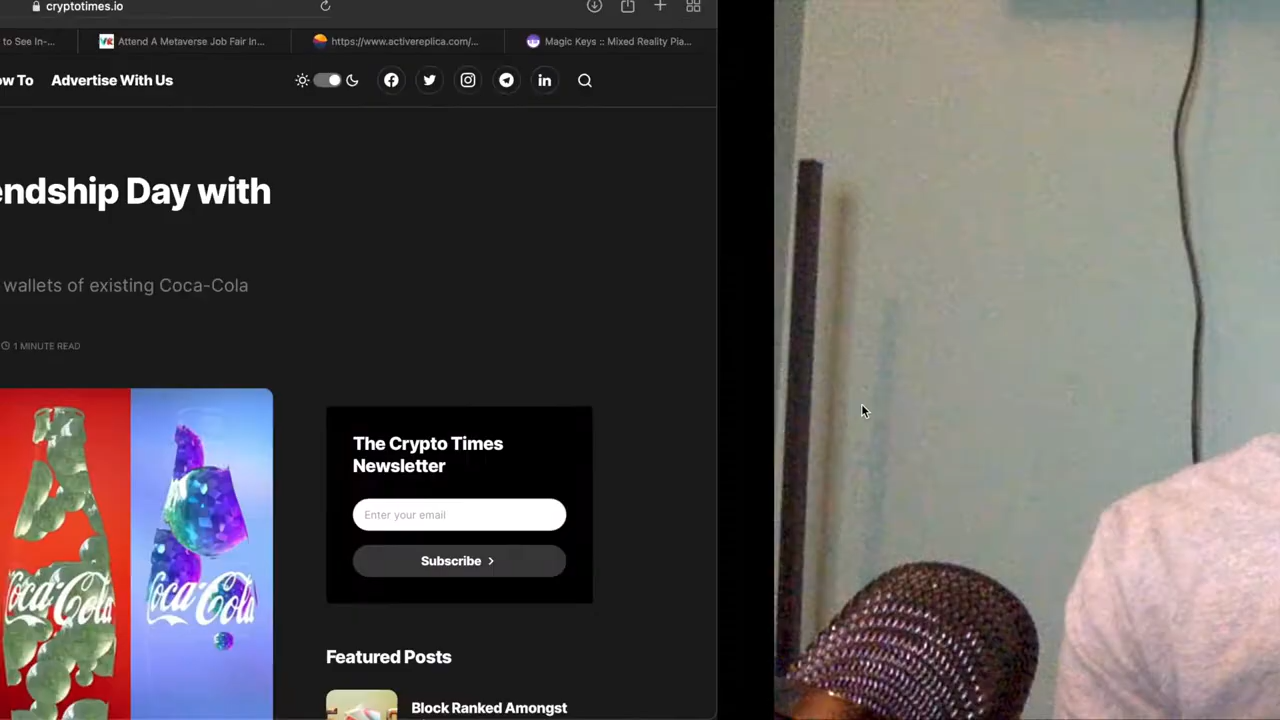 cryptotimes.io
to See In-...
Attend A Metaverse Job Fair In...
https://www.activereplica.com/...
Magic Keys :: Mixed Reality Pia...
ow To
Advertise With Us
endship Day with
wallets of existing Coca-Cola
1 MINUTE READ
Coca-Cola
Coca-Cola
The Crypto Times
Newsletter
Enter your email
Subscribe
Featured Posts
Block Ranked Amongst